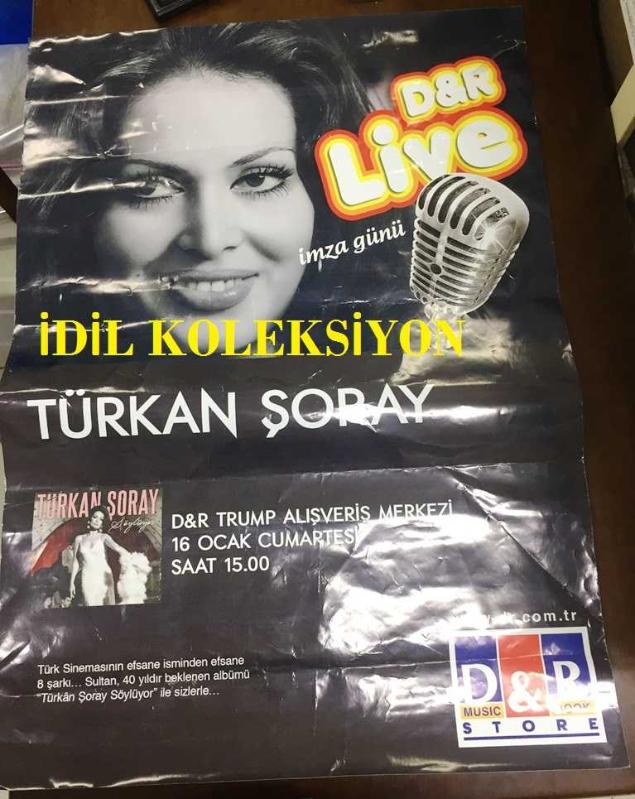 D&R
Live
imza günü
İDİL KOLEKSİYON
TÜRKAN ŞORAY
TÜRKAN ŞORAY
Söylüyor
D&R TRUMP ALIŞVERİŞ MERKEZİ
16 OCAK CUMARTESİ
SAAT 15.00
.com.tr
Türk Sinemasının efsane isminden efsane
8 şarkı... Sultan, 40 yıldır beklenen albümü
“Türkân Şoray Söylüyor” ile sizlerle...
D&R
MUSIC
STORE